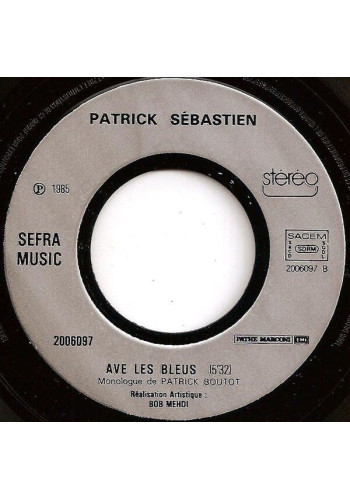 PATRICK SÉBASTIEN
stéréo
℗ 1985
SEFRA
MUSIC
SACEM
SDRM
2006097 B
2006097
PATHE MARCONI EMI
AVE LES BLEUS (5'32)
Monologue de PATRICK BOUTOT
Réalisation Artistique :
BOB MEHDI